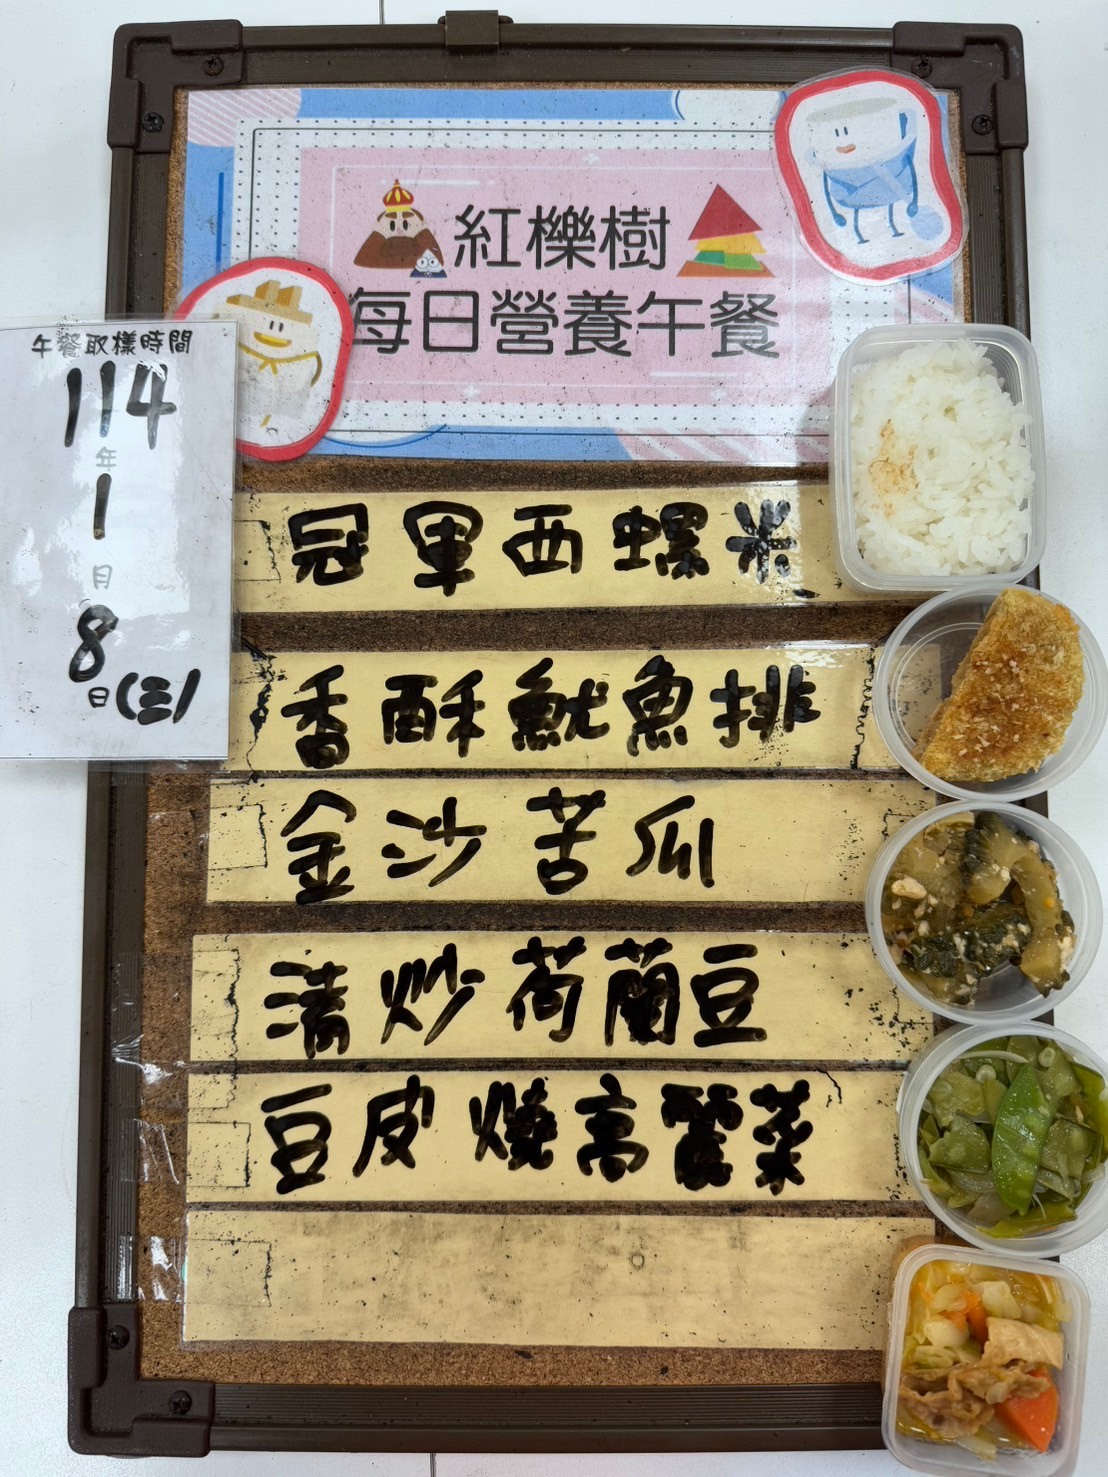 紅櫟樹
每日營養午餐
午餐取樣時間
114
年
1
月
8
日(三)
冠軍西螺米
香酥魷魚排
金沙苦瓜
清炒荷蘭豆
豆皮燒高麗菜